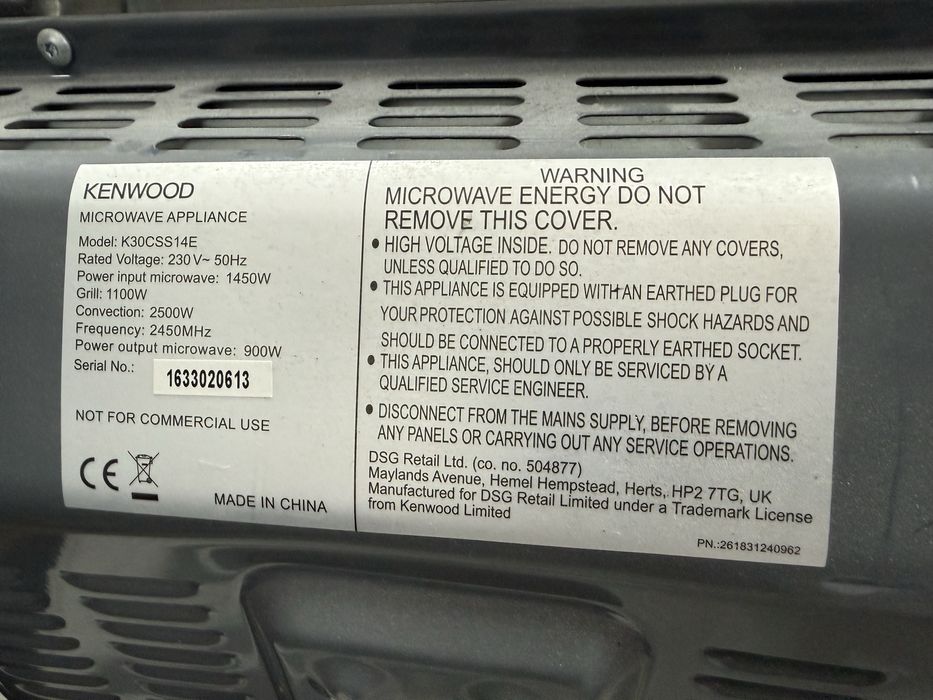 KENWOOD
MICROWAVE APPLIANCE
Model: K30CSS14E
Rated Voltage: 230V~ 50Hz
Power input microwave: 1450W
Grill: 1100W
Convection: 2500W
Frequency: 2450MHz
Power output microwave: 900W
Serial No.: 1633020613
NOT FOR COMMERCIAL USE
CE
MADE IN CHINA
WARNING
MICROWAVE ENERGY DO NOT
REMOVE THIS COVER.
• HIGH VOLTAGE INSIDE. DO NOT REMOVE ANY COVERS,
UNLESS QUALIFIED TO DO SO.
• THIS APPLIANCE IS EQUIPPED WITH AN EARTHED PLUG FOR
YOUR PROTECTION AGAINST POSSIBLE SHOCK HAZARDS AND
SHOULD BE CONNECTED TO A PROPERLY EARTHED SOCKET.
• THIS APPLIANCE, SHOULD ONLY BE SERVICED BY A
QUALIFIED SERVICE ENGINEER.
• DISCONNECT FROM THE MAINS SUPPLY, BEFORE REMOVING
ANY PANELS OR CARRYING OUT ANY SERVICE OPERATIONS.
DSG Retail Ltd. (co. no. 504877)
Maylands Avenue, Hemel Hempstead, Herts,. HP2 7TG, UK
Manufactured for DSG Retail Limited under a Trademark License
from Kenwood Limited
PN.:261831240962